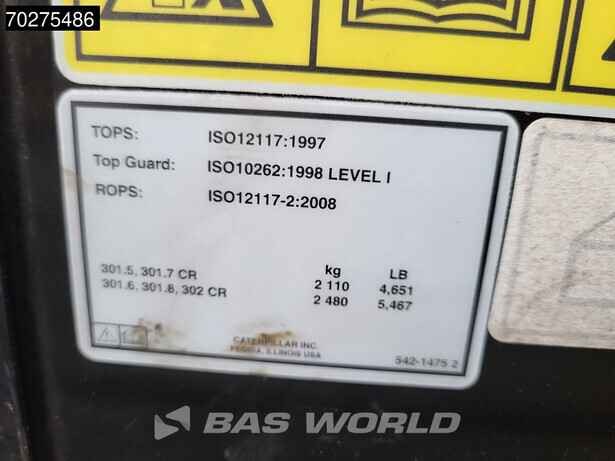 70275486
TOPS: ISO12117:1997
Top Guard: ISO10262:1998 LEVEL I
ROPS: ISO12117-2:2008
kg LB
301.5, 301.7 CR 2 110 4,651
301.6, 301.8, 302 CR 2 480 5,467
CATERPILLAR INC.
PEORIA, ILLINOIS USA
542-1475 2
BAS WORLD